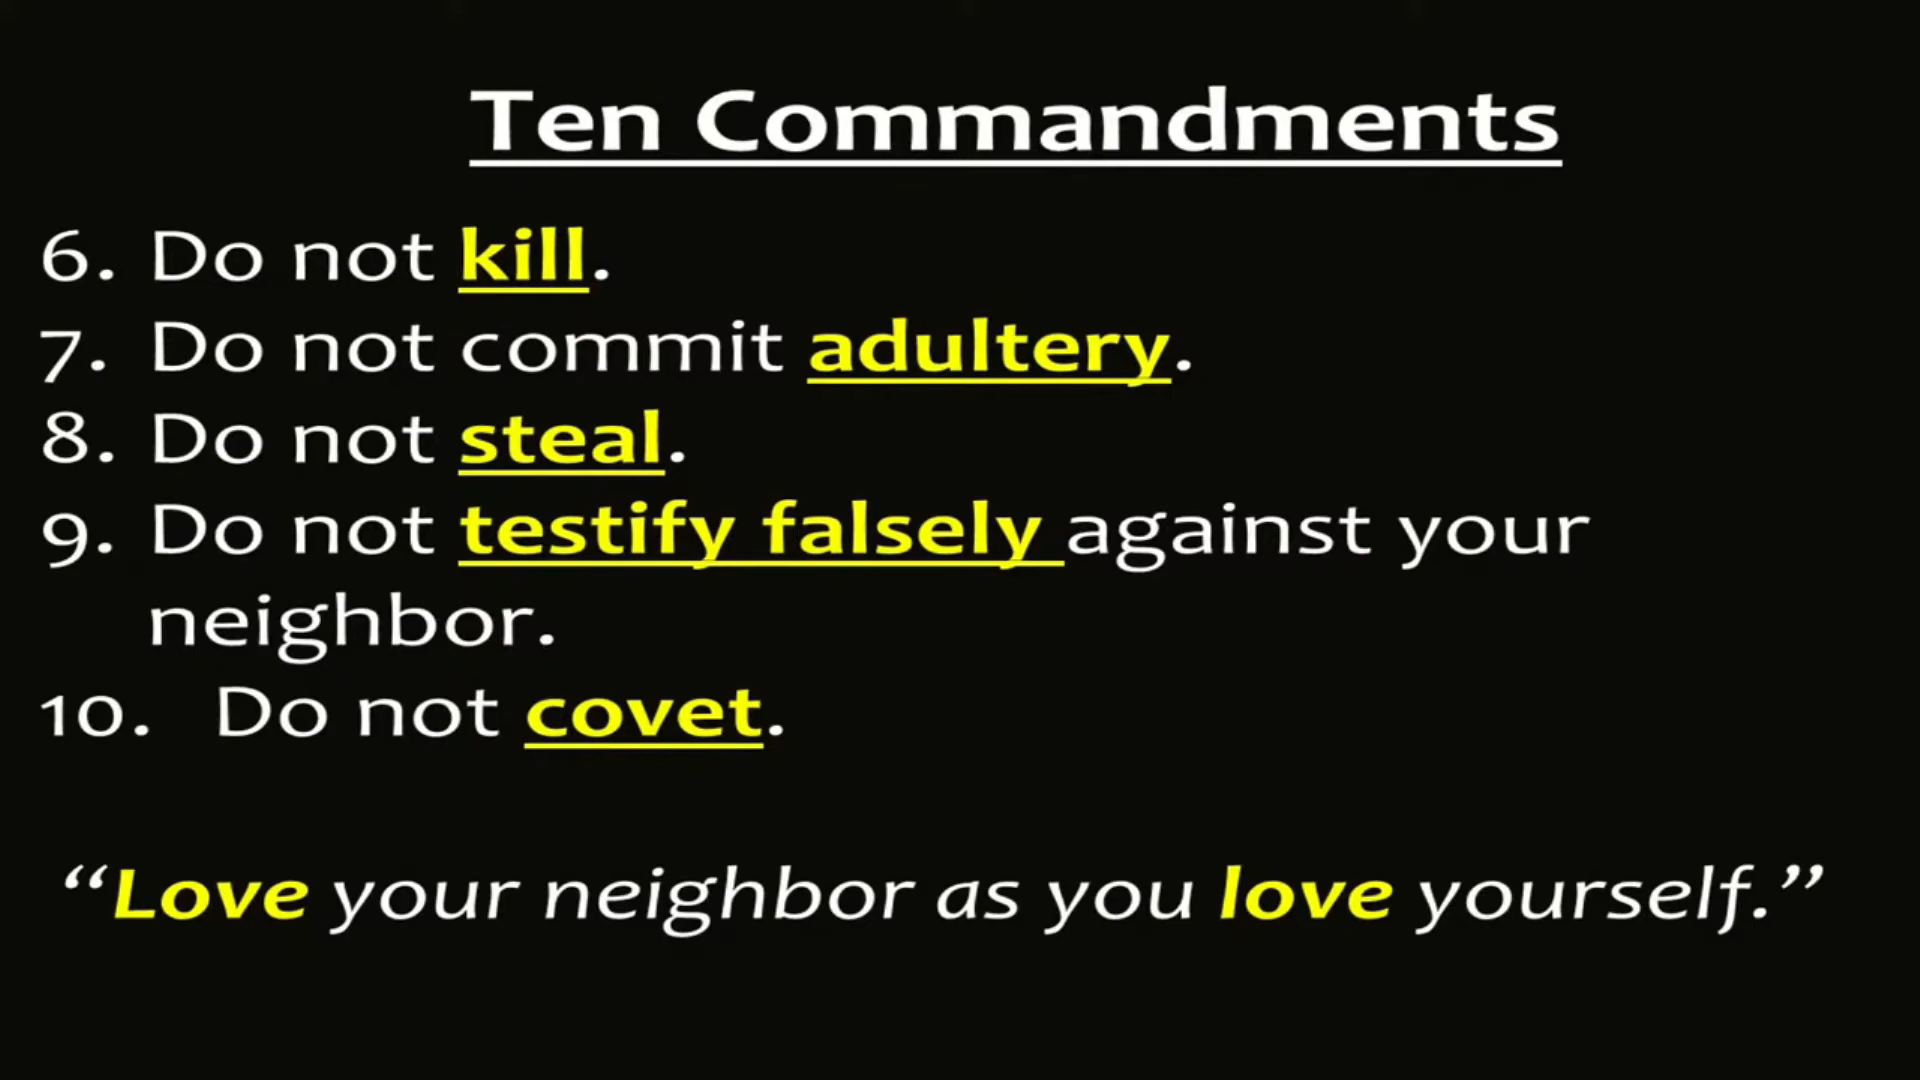 Ten Commandments
6. Do not kill.
7. Do not commit adultery.
8. Do not steal.
9. Do not testify falsely against your
neighbor.
10. Do not covet.
“Love your neighbor as you love yourself.”